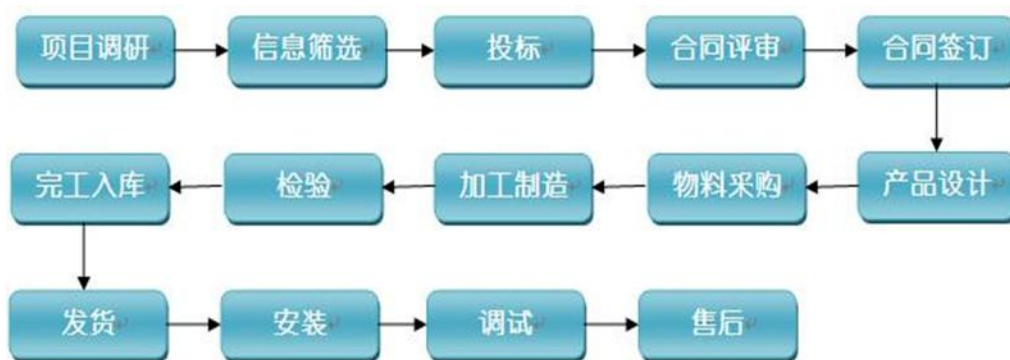 项目调研
信息筛选
投标
合同评审
合同签订
产品设计
物料采购
加工制造
检验
完工入库
发货
安装
调试
售后